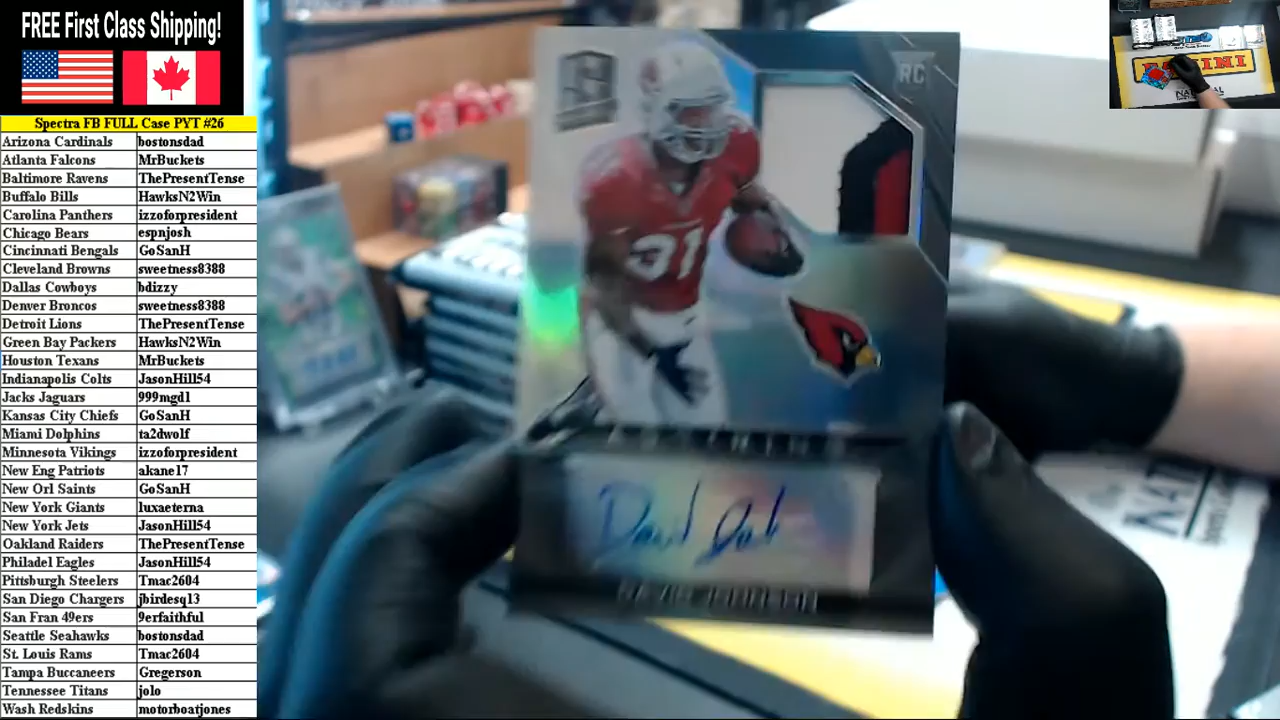 FREE First Class Shipping!
Spectra FB FULL Case PYT #26
Arizona Cardinals bostonsdad
Atlanta Falcons MrBuckets
Baltimore Ravens ThePresentTense
Buffalo Bills HawksN2Win
Carolina Panthers izzoforpresident
Chicago Bears espnjosh
Cincinnati Bengals GoSanH
Cleveland Browns sweetness8388
Dallas Cowboys bdizzy
Denver Broncos sweetness8388
Detroit Lions ThePresentTense
Green Bay Packers HawksN2Win
Houston Texans MrBuckets
Indianapolis Colts JasonHill54
Jacks Jaguars 999mgd1
Kansas City Chiefs GoSanH
Miami Dolphins ta2dwolf
Minnesota Vikings izzoforpresident
New Eng Patriots akane17
New Orl Saints GoSanH
New York Giants luxaeterna
New York Jets JasonHill54
Oakland Raiders ThePresentTense
Philadel Eagles JasonHill54
Pittsburgh Steelers Tmac2604
San Diego Chargers jbirdesq13
San Fran 49ers 9erfaithful
Seattle Seahawks bostonsdad
St. Louis Rams Tmac2604
Tampa Buccaneers Gregerson
Tennessee Titans jolo
Wash Redskins motorboatjones
RC
31
DAVID JOHNSON
PANINI